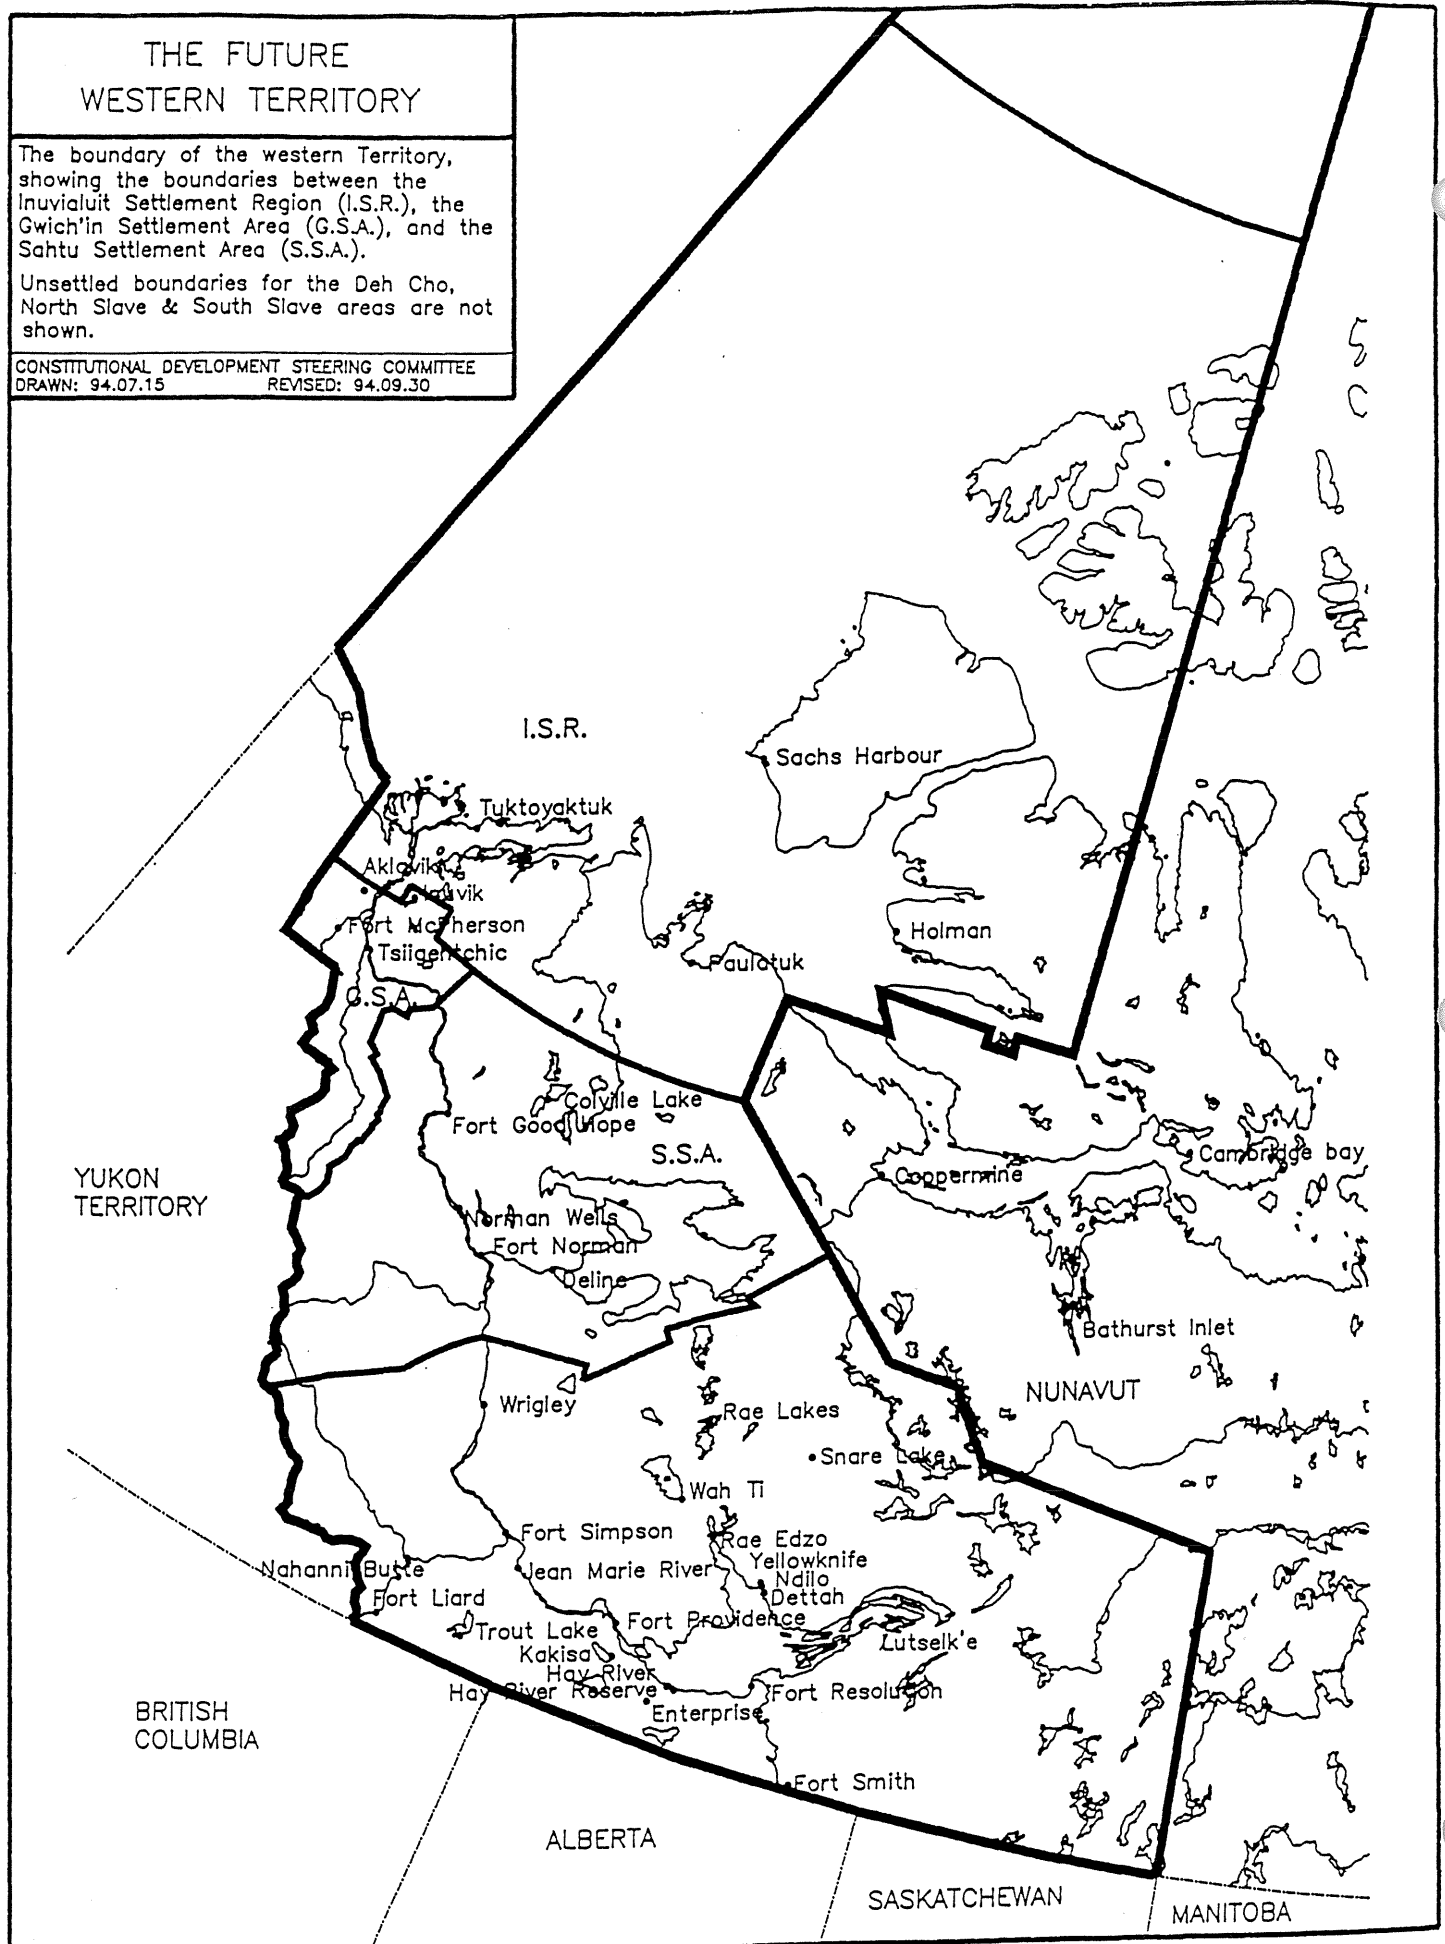 THE FUTURE
WESTERN TERRITORY
The boundary of the western Territory,
showing the boundaries between the
Inuvialuit Settlement Region (I.S.R.), the
Gwich'in Settlement Area (G.S.A.), and the
Sahtu Settlement Area (S.S.A.).
Unsettled boundaries for the Deh Cho,
North Slave & South Slave areas are not
shown.
CONSTITUTIONAL DEVELOPMENT STEERING COMMITTEE
DRAWN: 94.07.15 REVISED: 94.09.30
I.S.R.
Sachs Harbour
Tuktoyaktuk
Aklavik
Inuvik
Fort McPherson
Holman
Tsiigehtchic
Paulatuk
G.S.A.
Colville Lake
Fort Good Hope
S.S.A.
Cambridge bay
Coppermine
YUKON
TERRITORY
Norman Wells
Fort Norman
Deline
Bathurst Inlet
NUNAVUT
Wrigley
Rae Lakes
Snare Lake
Wah Ti
Fort Simpson
Rae Edzo
Yellowknife
Nahanni Butte
Jean Marie River
Ndilo
Dettah
Fort Liard
Fort Providence
Trout Lake
Lutselk'e
Kakisa
Hay River
Hay River Reserve
Fort Resolution
Enterprise
BRITISH
COLUMBIA
Fort Smith
ALBERTA
SASKATCHEWAN
MANITOBA